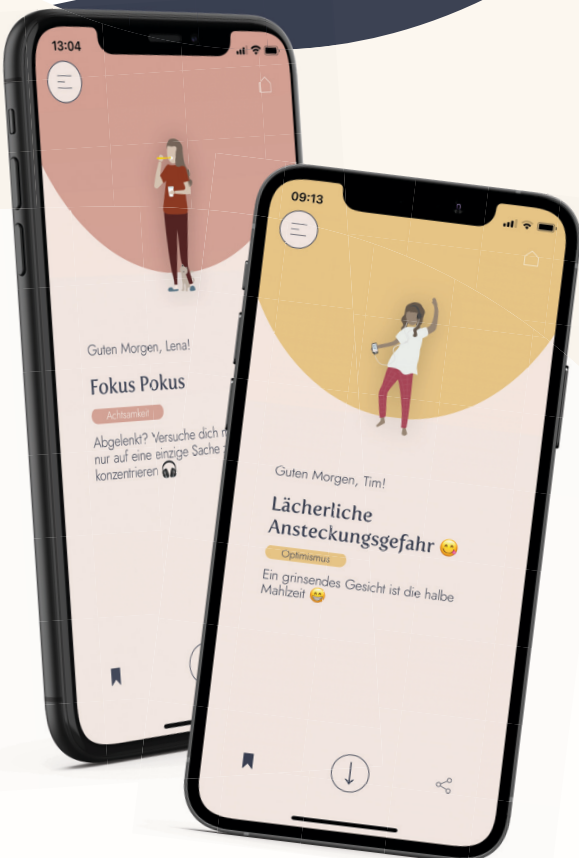 13:04
Guten Morgen, Lena!
Fokus Pokus
Achtsamkeit
Abgelenkt? Versuche dich
nur auf eine einzige Sache
konzentrieren 🎧
09:13
Guten Morgen, Tim!
Lächerliche
Ansteckungsgefahr 😋
Optimismus
Ein grinsendes Gesicht ist die halbe
Mahlzeit 😁